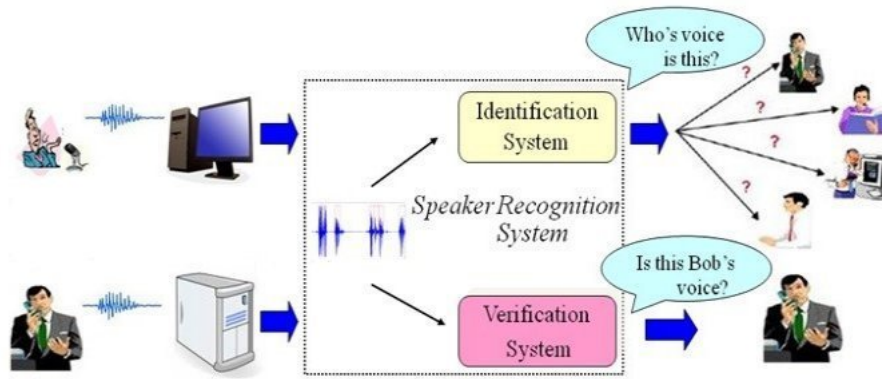 Who's voice
is this?
?
?
?
?
Identification
System
Speaker Recognition
System
Is this Bob's
voice?
Verification
System